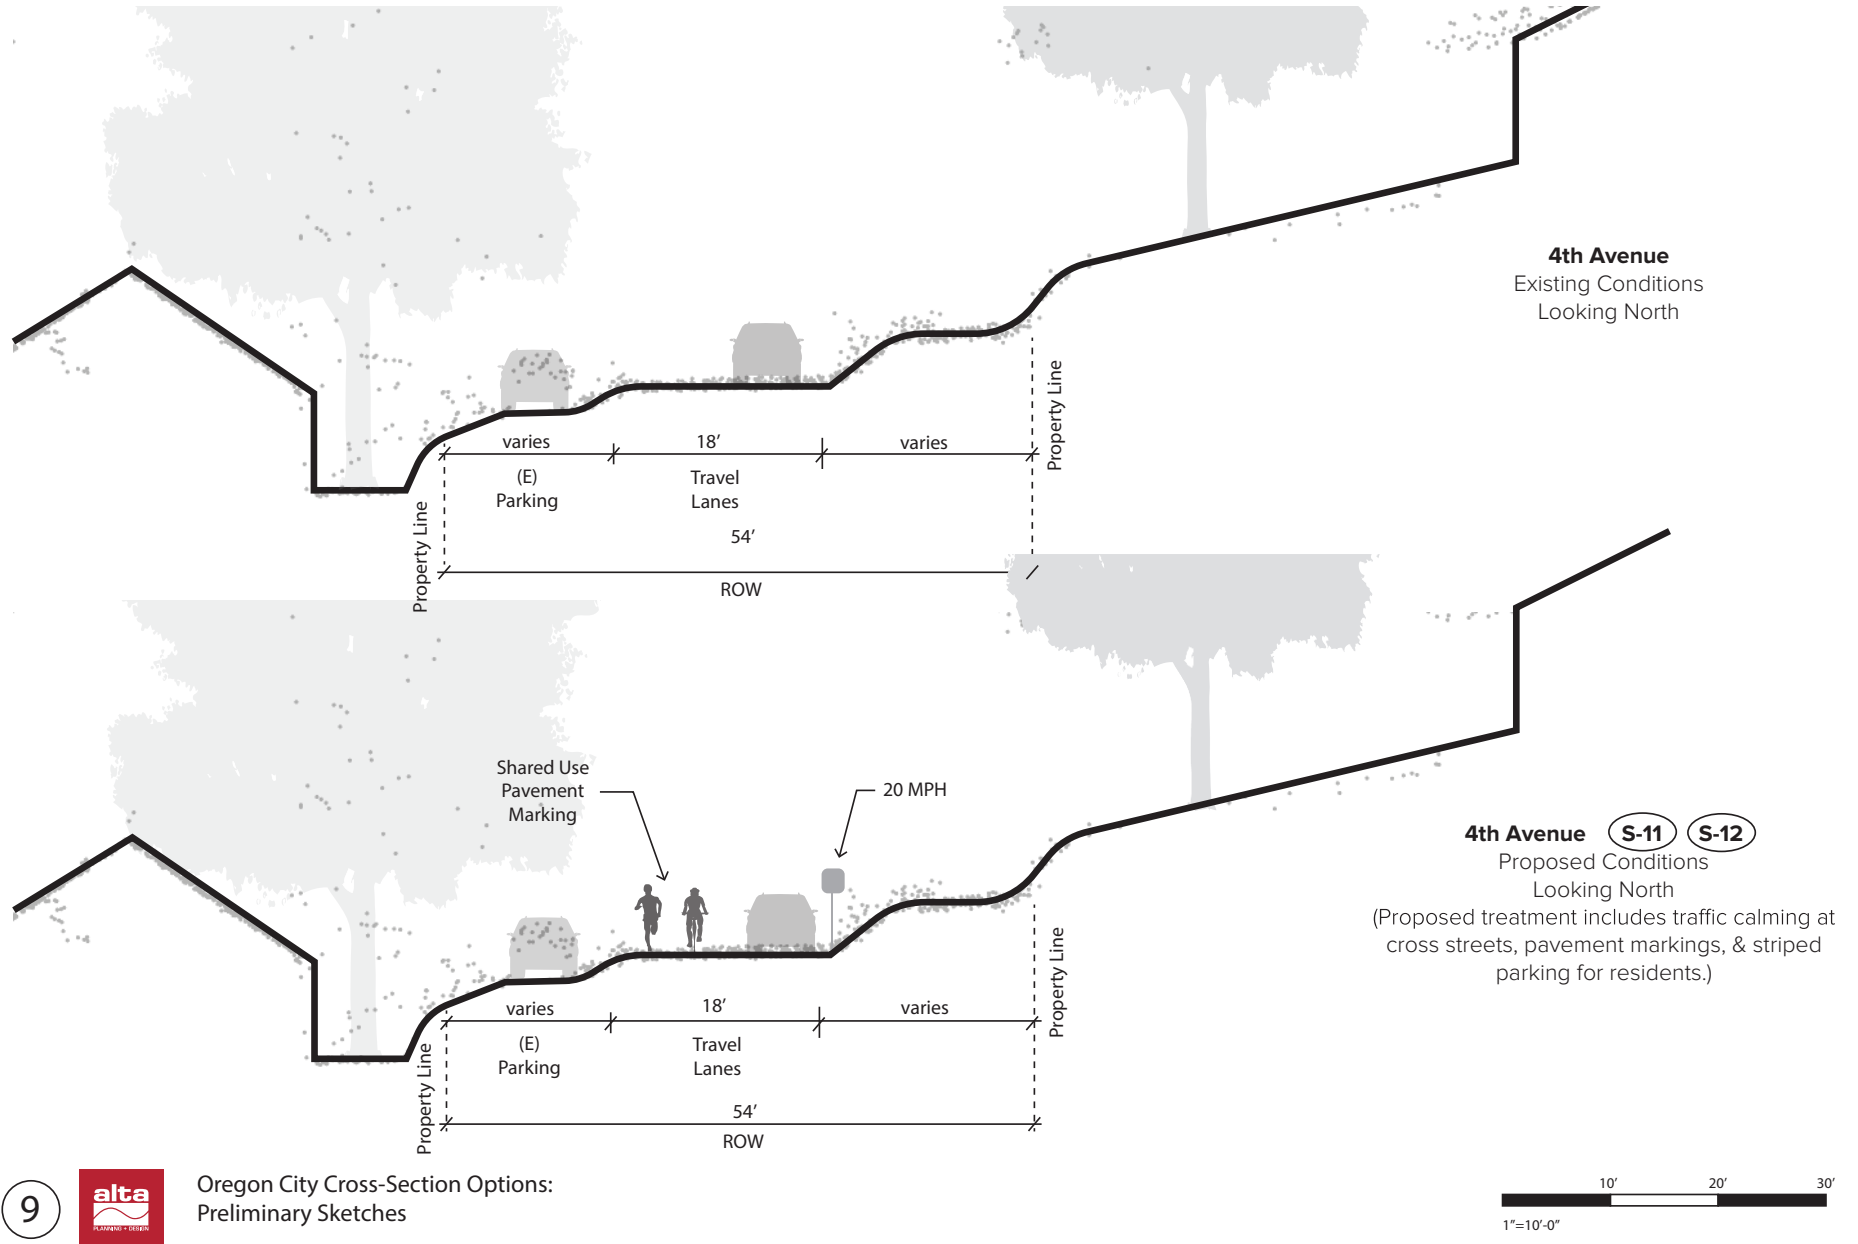 4th Avenue
Existing Conditions
Looking North
varies
18'
varies
(E)
Parking
Travel
Lanes
54'
ROW
Property Line
Property Line
Shared Use
Pavement
Marking
20 MPH
4th Avenue S-11 S-12
Proposed Conditions
Looking North
(Proposed treatment includes traffic calming at
cross streets, pavement markings, & striped
parking for residents.)
varies
18'
varies
(E)
Parking
Travel
Lanes
54'
ROW
Property Line
Property Line
9
alta
PLANNING + DESIGN
Oregon City Cross-Section Options:
Preliminary Sketches
10' 20' 30'
1"=10'-0"